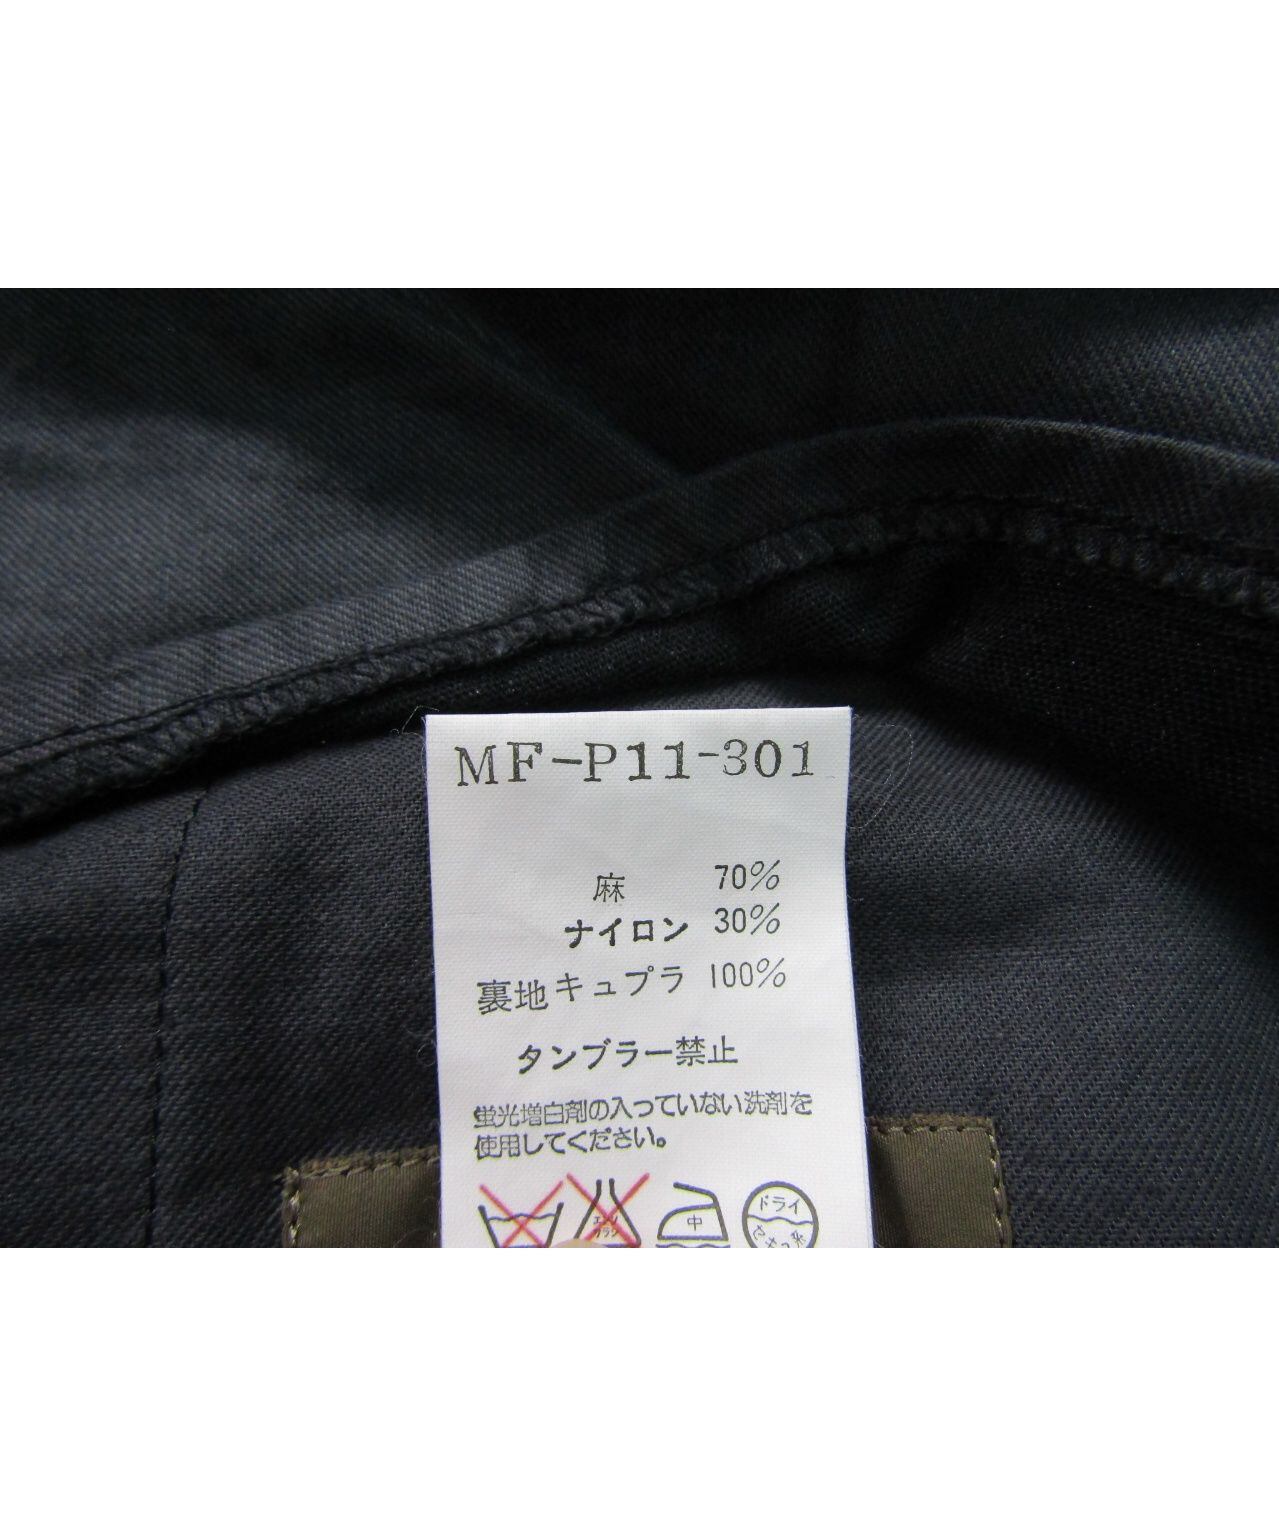 MF-P11-301
麻 70%
ナイロン 30%
裏地キュプラ 100%
タンブラー禁止
蛍光増白剤の入っていない洗剤を
使用してください。
中
ドライ